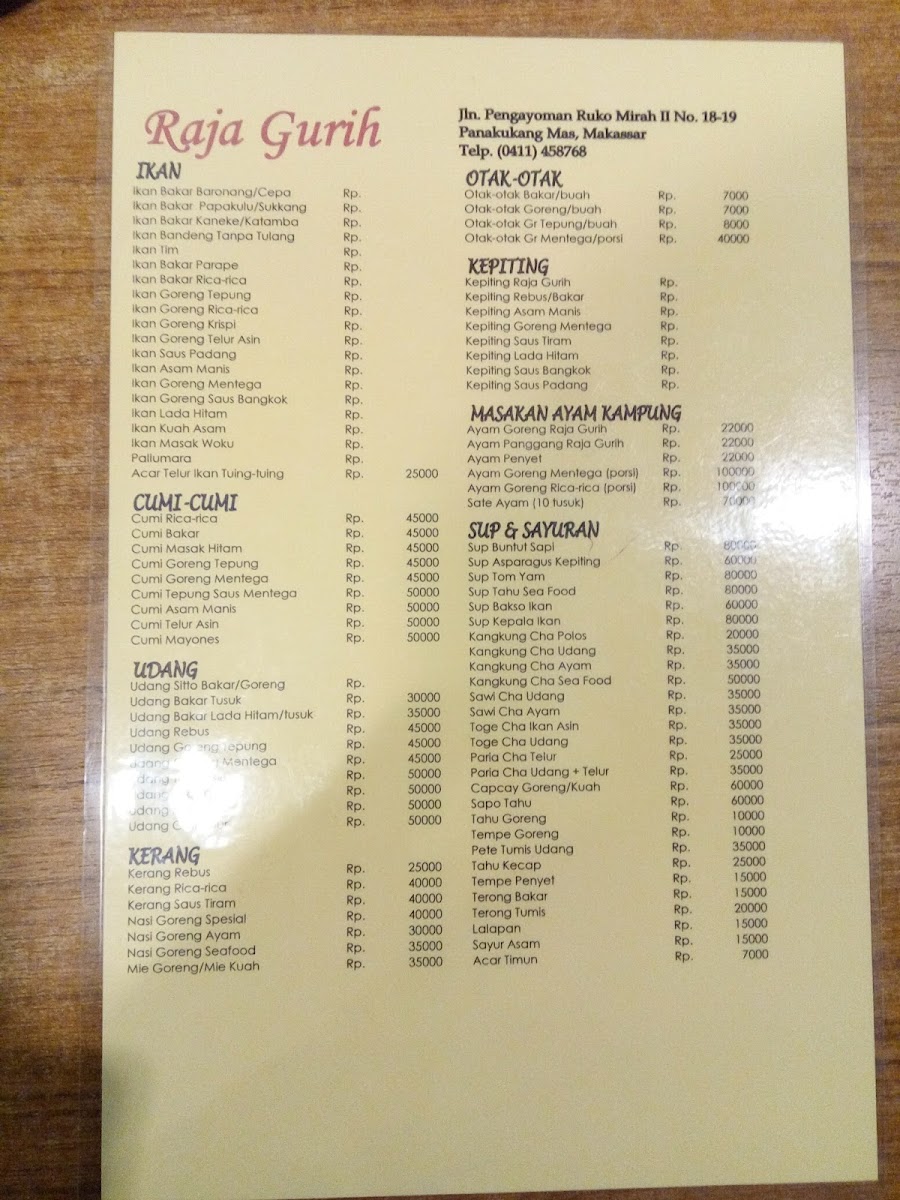 Raja Gurih
Jln. Pengayoman Ruko Mirah II No. 18-19
Panakukang Mas, Makassar
Telp. (0411) 458768
IKAN
Ikan Bakar Baronang/Cepa Rp.
Ikan Bakar Papakulu/Sukkang Rp.
Ikan Bakar Kaneke/Katamba Rp.
Ikan Bandeng Tanpa Tulang Rp.
Ikan Tim Rp.
Ikan Bakar Parape Rp.
Ikan Bakar Rica-rica Rp.
Ikan Goreng Tepung Rp.
Ikan Goreng Rica-rica Rp.
Ikan Goreng Krispi Rp.
Ikan Goreng Telur Asin Rp.
Ikan Saus Padang Rp.
Ikan Asam Manis Rp.
Ikan Goreng Mentega Rp.
Ikan Goreng Saus Bangkok Rp.
Ikan Lada Hitam Rp.
Ikan Kuah Asam Rp.
Ikan Masak Woku Rp.
Pallumara Rp.
Acar Telur Ikan Tuing-tuing Rp. 25000
CUMI-CUMI
Cumi Rica-rica Rp. 45000
Cumi Bakar Rp. 45000
Cumi Masak Hitam Rp. 45000
Cumi Goreng Tepung Rp. 45000
Cumi Goreng Mentega Rp. 45000
Cumi Tepung Saus Mentega Rp. 50000
Cumi Asam Manis Rp. 50000
Cumi Telur Asin Rp. 50000
Cumi Mayones Rp. 50000
UDANG
Udang Sitto Bakar/Goreng Rp.
Udang Bakar Tusuk Rp. 30000
Udang Bakar Lada Hitam/tusuk Rp. 35000
Udang Rebus Rp. 45000
Udang Goreng Tepung Rp. 45000
Udang Mentega Rp. 45000
Udang Rp. 50000
Udang Rp. 50000
Udang Rp. 50000
Udang Rp. 50000
KERANG
Kerang Rebus Rp. 25000
Kerang Rica-rica Rp. 40000
Kerang Saus Tiram Rp. 40000
Nasi Goreng Spesial Rp. 40000
Nasi Goreng Ayam Rp. 30000
Nasi Goreng Seafood Rp. 35000
Mie Goreng/Mie Kuah Rp. 35000
OTAK-OTAK
Otak-otak Bakar/buah Rp. 7000
Otak-otak Goreng/buah Rp. 7000
Otak-otak Gr Tepung/buah Rp. 8000
Otak-otak Gr Mentega/porsi Rp. 40000
KEPITING
Kepiting Raja Gurih Rp.
Kepiting Rebus/Bakar Rp.
Kepiting Asam Manis Rp.
Kepiting Goreng Mentega Rp.
Kepiting Saus Tiram Rp.
Kepiting Lada Hitam Rp.
Kepiting Saus Bangkok Rp.
Kepiting Saus Padang Rp.
MASAKAN AYAM KAMPUNG
Ayam Goreng Raja Gurih Rp. 22000
Ayam Panggang Raja Gurih Rp. 22000
Ayam Penyet Rp. 22000
Ayam Goreng Mentega (porsi) Rp. 100000
Ayam Goreng Rica-rica (porsi) Rp. 100000
Sate Ayam (10 tusuk) Rp. 70000
SUP & SAYURAN
Sup Buntut Sapi Rp. 80000
Sup Asparagus Kepiting Rp. 60000
Sup Tom Yam Rp. 80000
Sup Tahu Sea Food Rp. 80000
Sup Bakso Ikan Rp. 60000
Sup Kepala Ikan Rp. 80000
Kangkung Cha Polos Rp. 20000
Kangkung Cha Udang Rp. 35000
Kangkung Cha Ayam Rp. 35000
Kangkung Cha Sea Food Rp. 50000
Sawi Cha Udang Rp. 35000
Sawi Cha Ayam Rp. 35000
Toge Cha Ikan Asin Rp. 35000
Toge Cha Udang Rp. 35000
Paria Cha Telur Rp. 25000
Paria Cha Udang + Telur Rp. 35000
Capcay Goreng/Kuah Rp. 60000
Sapo Tahu Rp. 60000
Tahu Goreng Rp. 10000
Tempe Goreng Rp. 10000
Pete Tumis Udang Rp. 35000
Tahu Kecap Rp. 25000
Tempe Penyet Rp. 15000
Terong Bakar Rp. 15000
Terong Tumis Rp. 20000
Lalapan Rp. 15000
Sayur Asam Rp. 15000
Acar Timun Rp. 7000